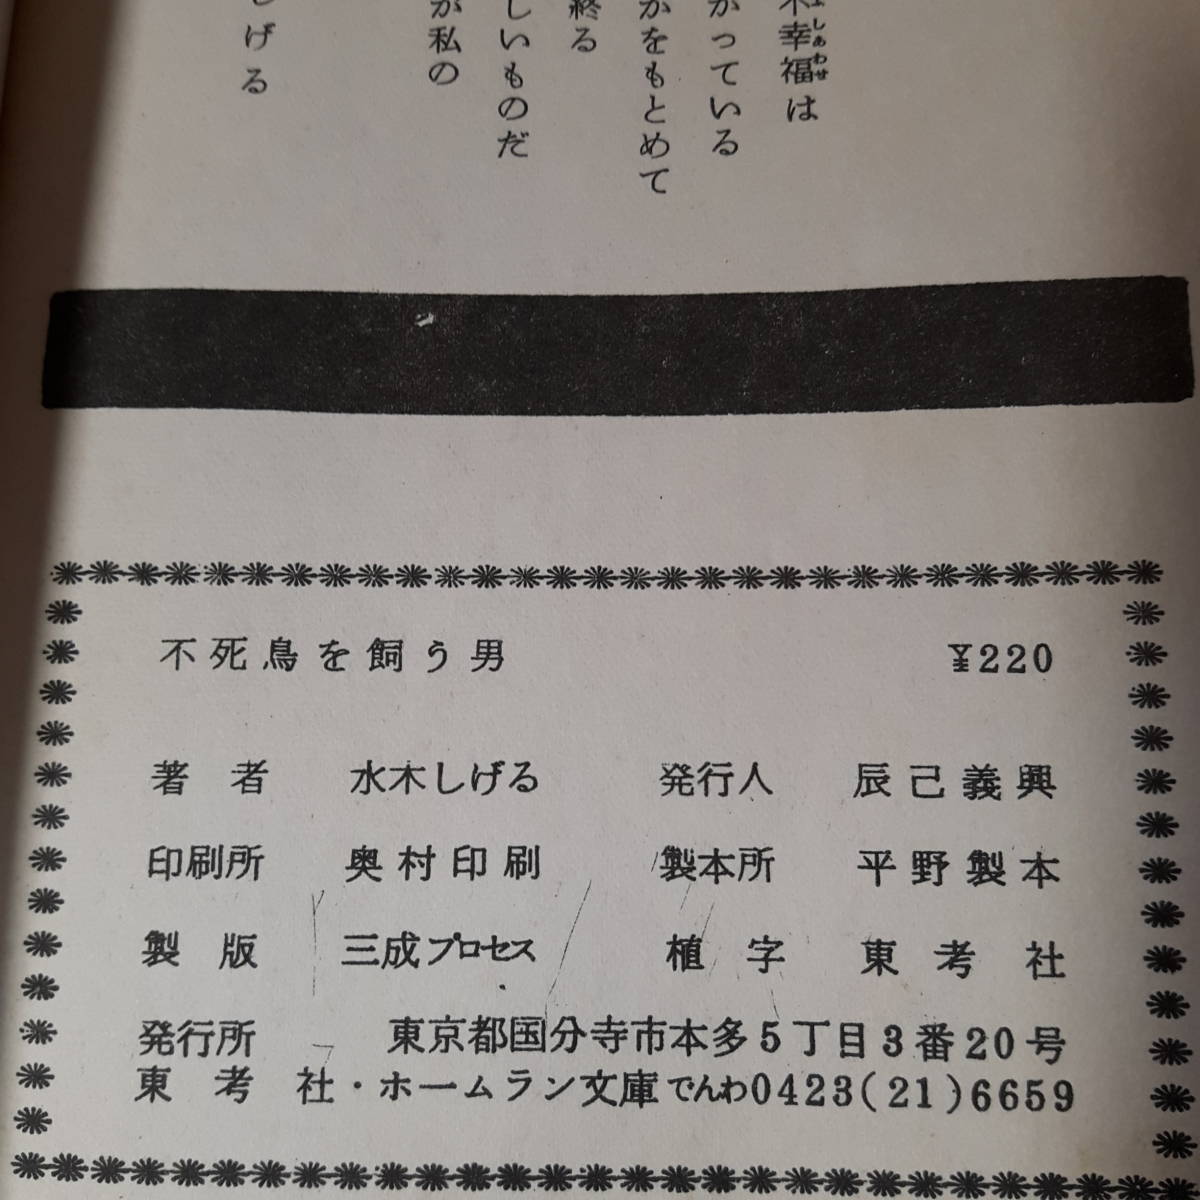 不幸福は
かっている
かをもとめて
終る
しいものだ
が私の
しげる
不死鳥を飼う男 ¥220
著者 水木しげる 発行人 辰己義興
印刷所 奥村印刷 製本所 平野製本
製版 三成プロセス 植字 東考社
発行所 東京都国分寺市本多5丁目3番20号
東考社・ホームラン文庫でんわ0423(21)6659